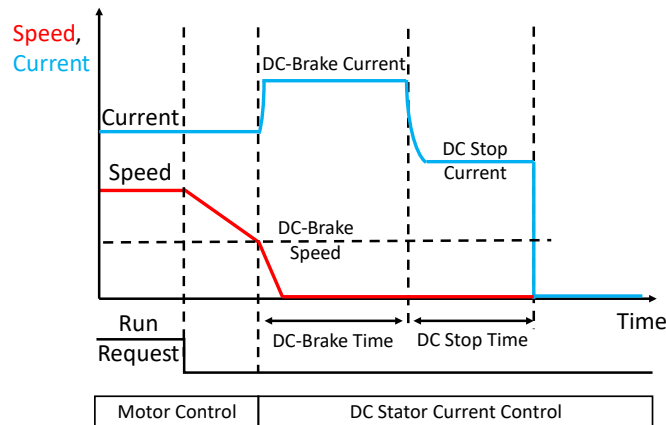 Speed,
Current
DC-Brake Current
Current
DC Stop
Current
Speed
DC-Brake
Speed
Run
Request
Time
DC-Brake Time
DC Stop Time
Motor Control
DC Stator Current Control